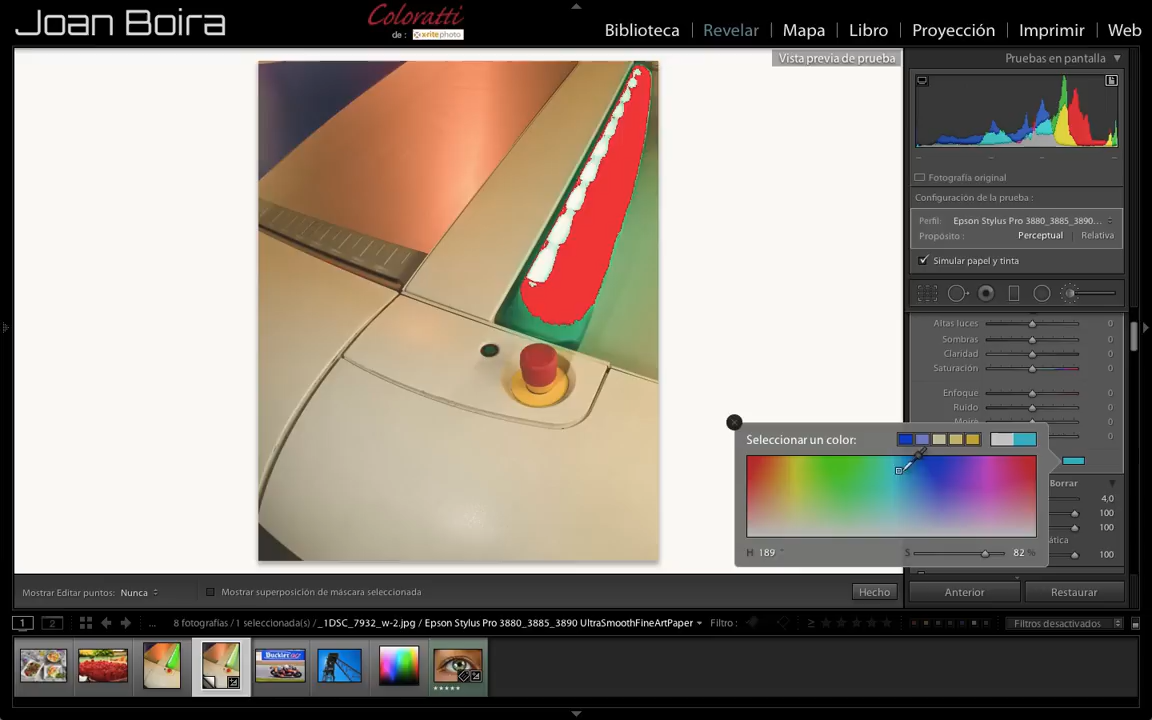 Joan Boira
Coloratti
de : x·ritephoto
Biblioteca | Revelar | Mapa | Libro | Proyección | Imprimir | Web
Vista previa de prueba
Pruebas en pantalla
Fotografía original
Configuración de la prueba :
Perfil: Epson Stylus Pro 3880_3885_3890...
Propósito : Perceptual | Relativa
Simular papel y tinta
Altas luces 0
Sombras 0
Claridad 0
Saturación 0
Enfoque 0
Ruido 0
Moiré 0
0
Seleccionar un color:
H 189 ° S 82 %
Borrar
4,0
100
100
ática
100
Mostrar Editar puntos: Nunca
Mostrar superposición de máscara seleccionada
Hecho
Anterior
Restaurar
1 2 ... 8 fotografías / 1 seleccionada(s) / _1DSC_7932_w-2.jpg / Epson Stylus Pro 3880_3885_3890 UltraSmoothFineArtPaper
Filtro :
≥
Filtros desactivados